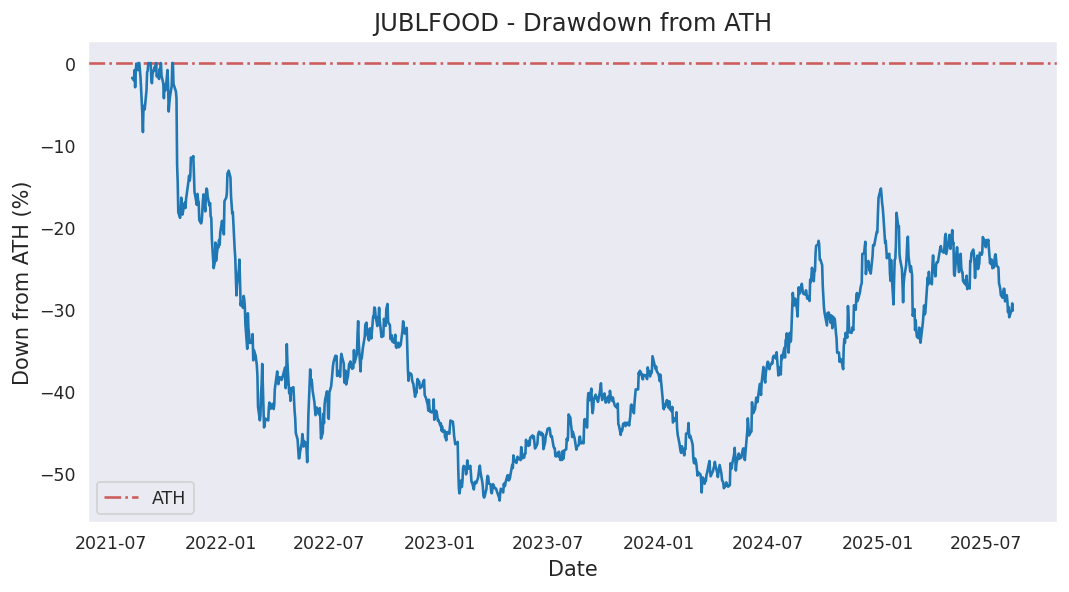 JUBLFOOD - Drawdown from ATH
Down from ATH (%)
0
−10
−20
−30
−40
−50
ATH
2021-07 2022-01 2022-07 2023-01 2023-07 2024-01 2024-07 2025-01 2025-07
Date